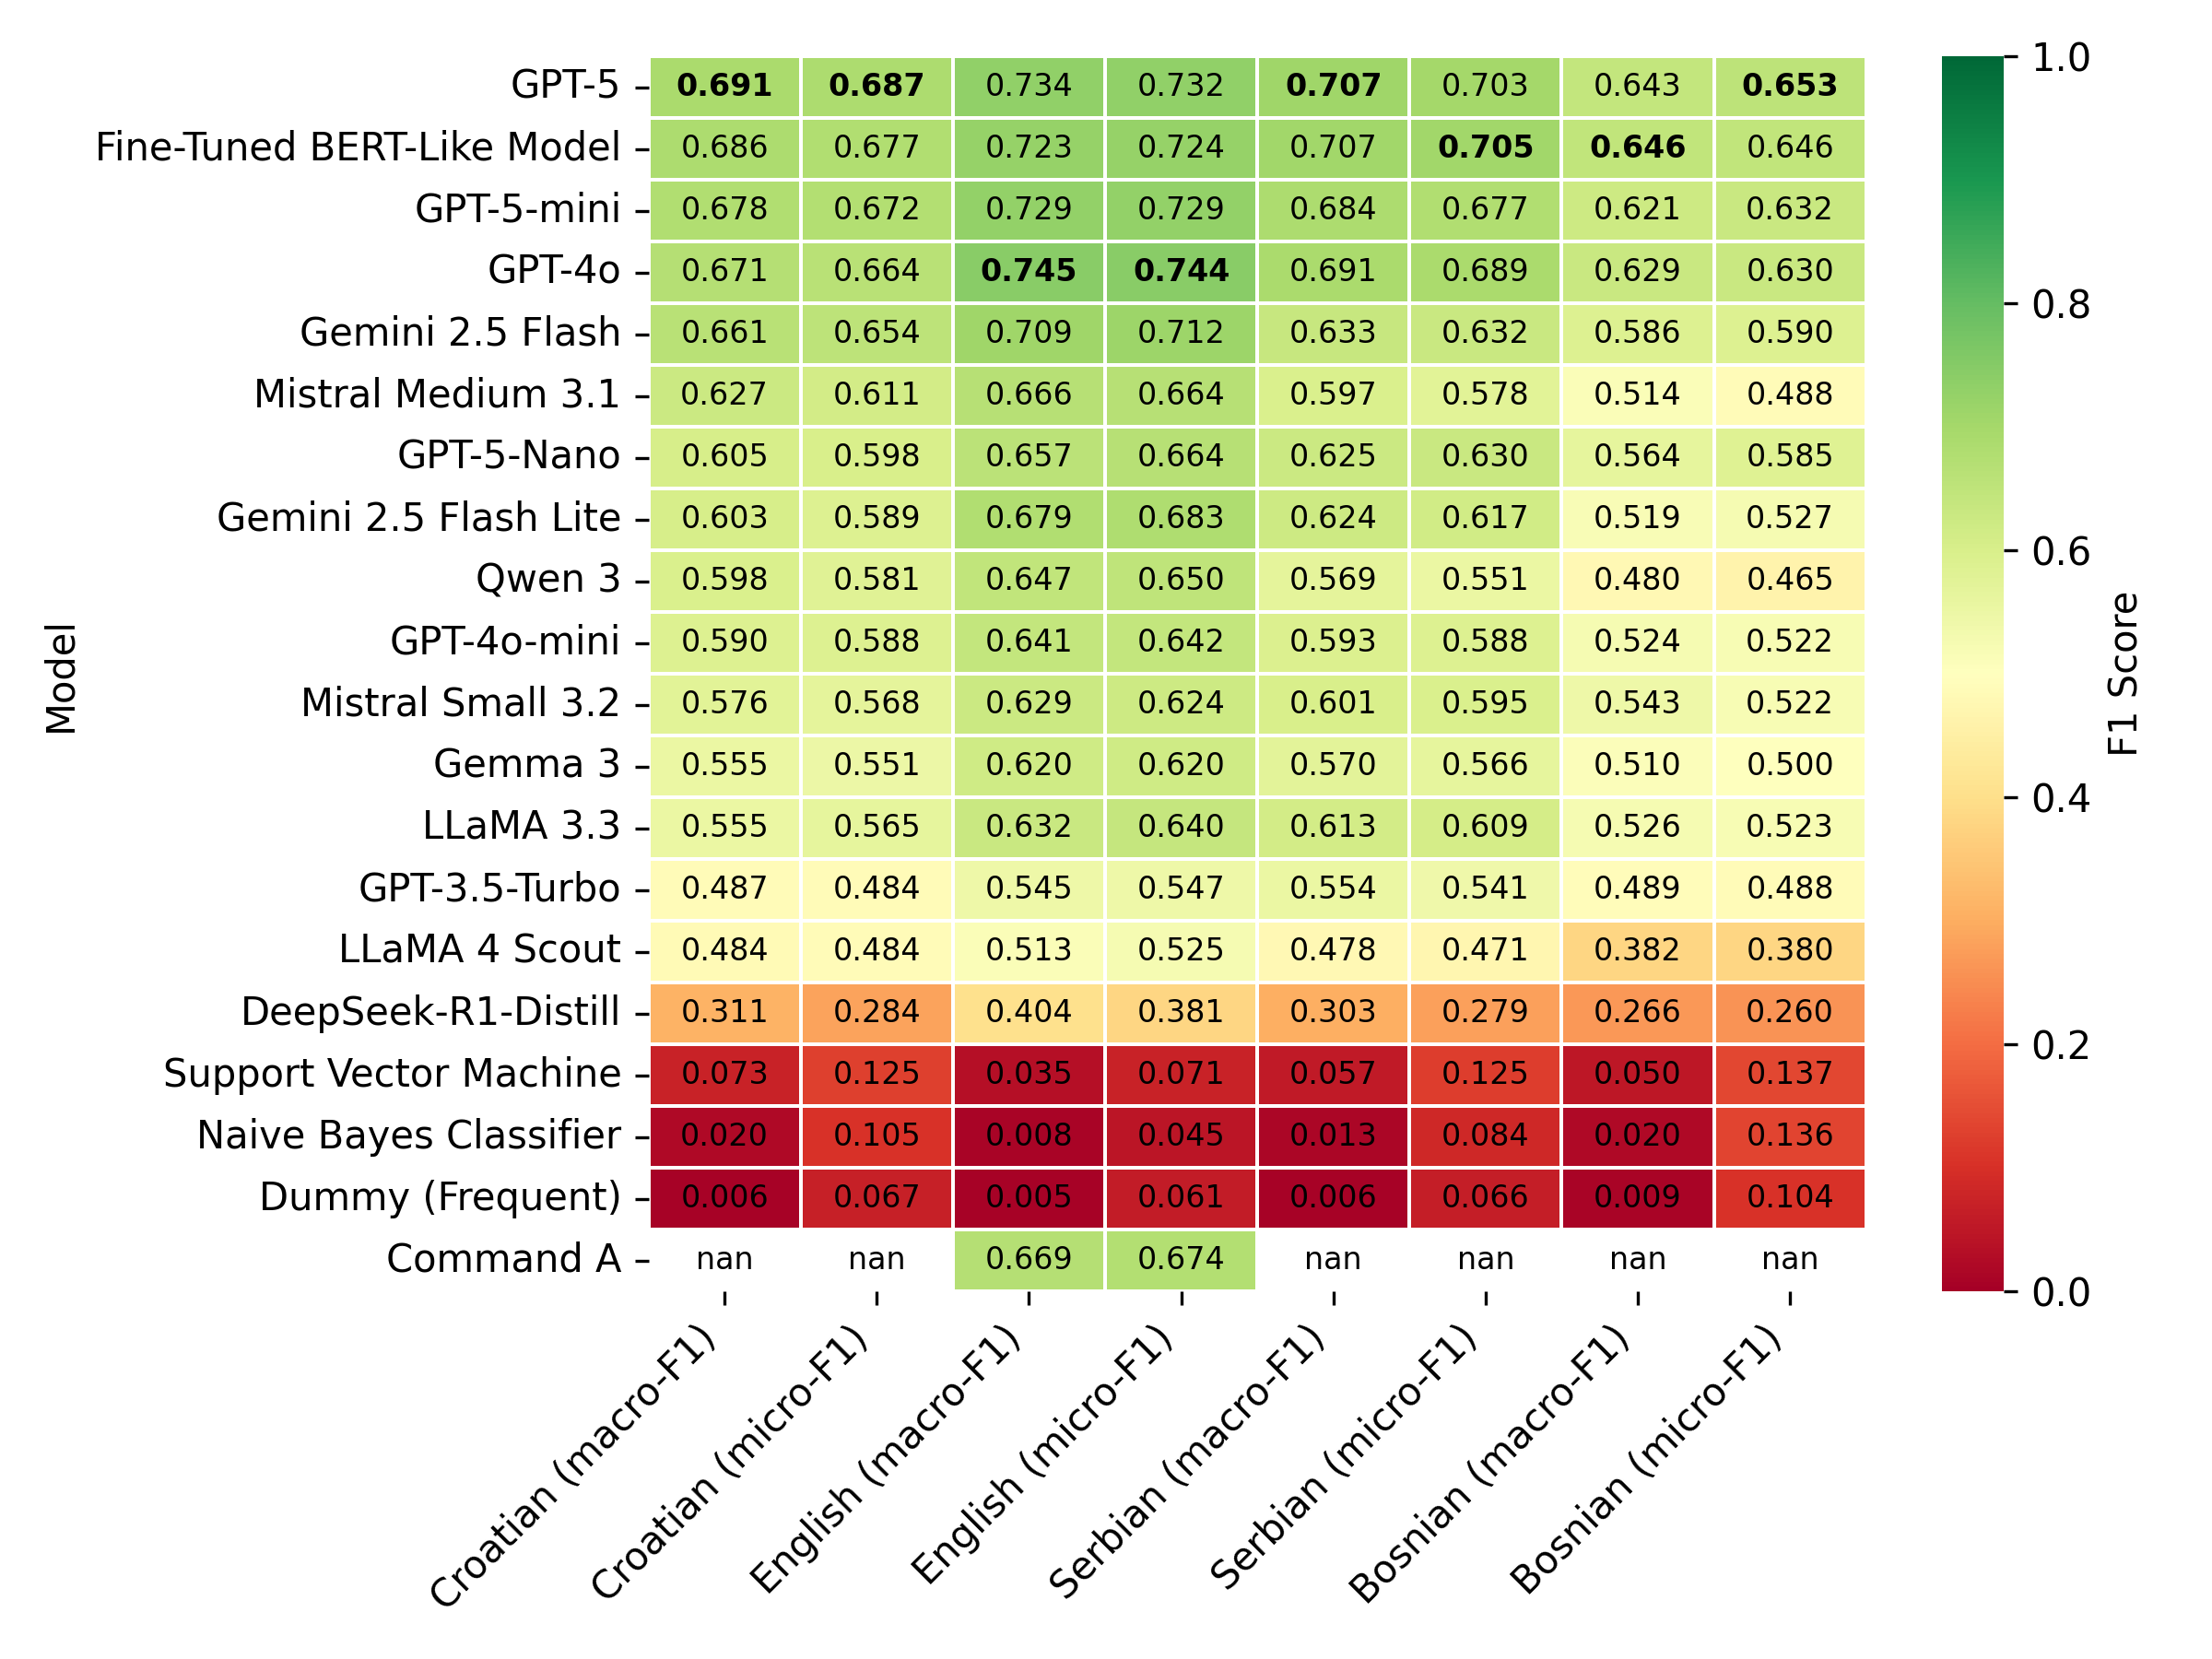 GPT-5 0.691 0.687 0.734 0.732 0.707 0.703 0.643 0.653
Fine-Tuned BERT-Like Model 0.686 0.677 0.723 0.724 0.707 0.705 0.646 0.646
GPT-5-mini 0.678 0.672 0.729 0.729 0.684 0.677 0.621 0.632
GPT-4o 0.671 0.664 0.745 0.744 0.691 0.689 0.629 0.630
Gemini 2.5 Flash 0.661 0.654 0.709 0.712 0.633 0.632 0.586 0.590
Mistral Medium 3.1 0.627 0.611 0.666 0.664 0.597 0.578 0.514 0.488
GPT-5-Nano 0.605 0.598 0.657 0.664 0.625 0.630 0.564 0.585
Gemini 2.5 Flash Lite 0.603 0.589 0.679 0.683 0.624 0.617 0.519 0.527
Qwen 3 0.598 0.581 0.647 0.650 0.569 0.551 0.480 0.465
GPT-4o-mini 0.590 0.588 0.641 0.642 0.593 0.588 0.524 0.522
Mistral Small 3.2 0.576 0.568 0.629 0.624 0.601 0.595 0.543 0.522
Gemma 3 0.555 0.551 0.620 0.620 0.570 0.566 0.510 0.500
LLaMA 3.3 0.555 0.565 0.632 0.640 0.613 0.609 0.526 0.523
GPT-3.5-Turbo 0.487 0.484 0.545 0.547 0.554 0.541 0.489 0.488
LLaMA 4 Scout 0.484 0.484 0.513 0.525 0.478 0.471 0.382 0.380
DeepSeek-R1-Distill 0.311 0.284 0.404 0.381 0.303 0.279 0.266 0.260
Support Vector Machine 0.073 0.125 0.035 0.071 0.057 0.125 0.050 0.137
Naive Bayes Classifier 0.020 0.105 0.008 0.045 0.013 0.084 0.020 0.136
Dummy (Frequent) 0.006 0.067 0.005 0.061 0.006 0.066 0.009 0.104
Command A nan nan 0.669 0.674 nan nan nan nan
Model
Croatian (macro-F1)
Croatian (micro-F1)
English (macro-F1)
English (micro-F1)
Serbian (macro-F1)
Serbian (micro-F1)
Bosnian (macro-F1)
Bosnian (micro-F1)
1.0
0.8
0.6
0.4
0.2
0.0
F1 Score